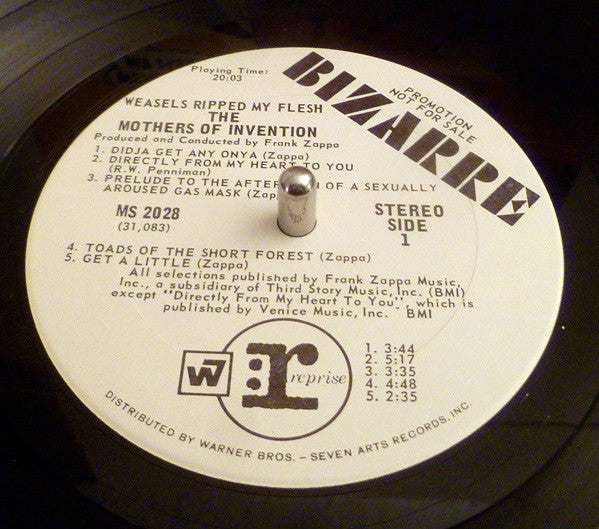 Playing Time:
20:03
BIZARRE
PROMOTION
NOT FOR SALE
WEASELS RIPPED MY FLESH
THE
MOTHERS OF INVENTION
Produced and Conducted by Frank Zappa
1. DIDJA GET ANY ONYA (Zappa)
2. DIRECTLY FROM MY HEART TO YOU
(R.W. Penniman)
3. PRELUDE TO THE OF A SEXUALLY
AROUSED GAS MASK
MS 2028
(31,083)
STEREO
SIDE
1
4. TOADS OF THE SHORT FOREST (Zappa)
5. GET A LITTLE (Zappa)
All selections published by Frank Zappa Music,
Inc., a subsidiary of Third Story Music, Inc. (BMI)
except "Directly From My Heart To You", which is
published by Venice Music, Inc. BMI
W7
r:
reprise
1. 3:44
2. 5:17
3. 3:35
4. 4:48
5. 2:35
DISTRIBUTED BY WARNER BROS. – SEVEN ARTS RECORDS, INC.